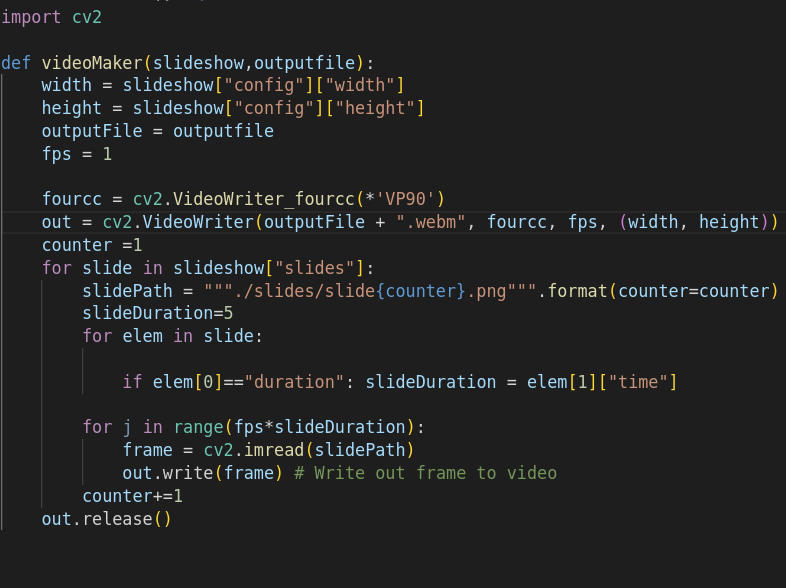 import cv2

def videoMaker(slideshow,outputfile):
    width = slideshow["config"]["width"]
    height = slideshow["config"]["height"]
    outputFile = outputfile
    fps = 1

    fourcc = cv2.VideoWriter_fourcc(*'VP90')
    out = cv2.VideoWriter(outputFile + ".webm", fourcc, fps, (width, height))
    counter =1
    for slide in slideshow["slides"]:
        slidePath = """./slides/slide{counter}.png""".format(counter=counter)
        slideDuration=5
        for elem in slide:

            if elem[0]=="duration": slideDuration = elem[1]["time"]

        for j in range(fps*slideDuration):
            frame = cv2.imread(slidePath)
            out.write(frame) # Write out frame to video
        counter+=1
    out.release()